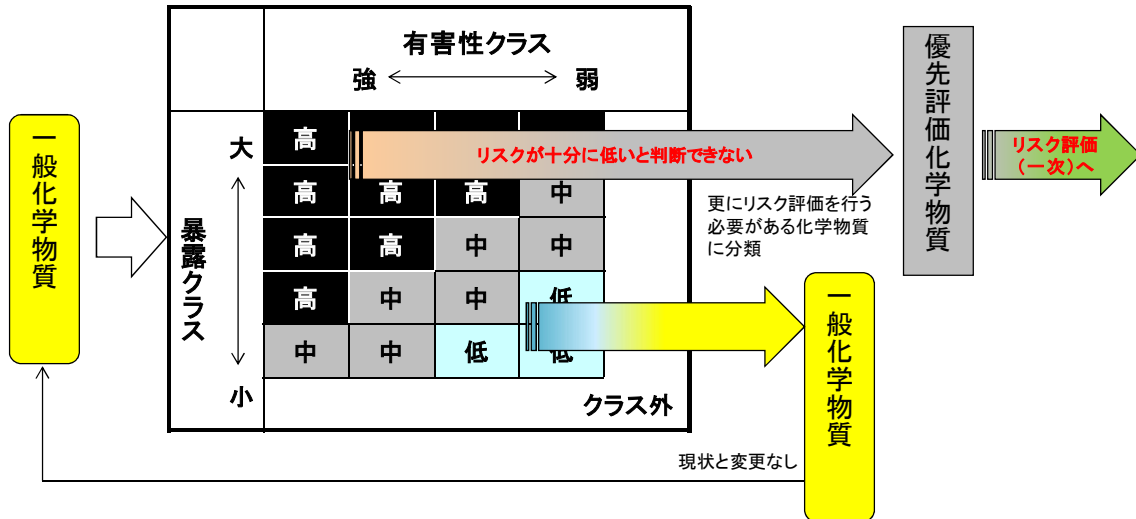 有害性クラス
強 弱
一般化学物質
暴露クラス
大
小
高
リスクが十分に低いと判断できない
高 高 高 中
高 高 中 中
高 中 中 低
中 中 低 低
クラス外
更にリスク評価を行う
必要がある化学物質
に分類
優先評価化学物質
リスク評価
(一次)へ
一般化学物質
現状と変更なし